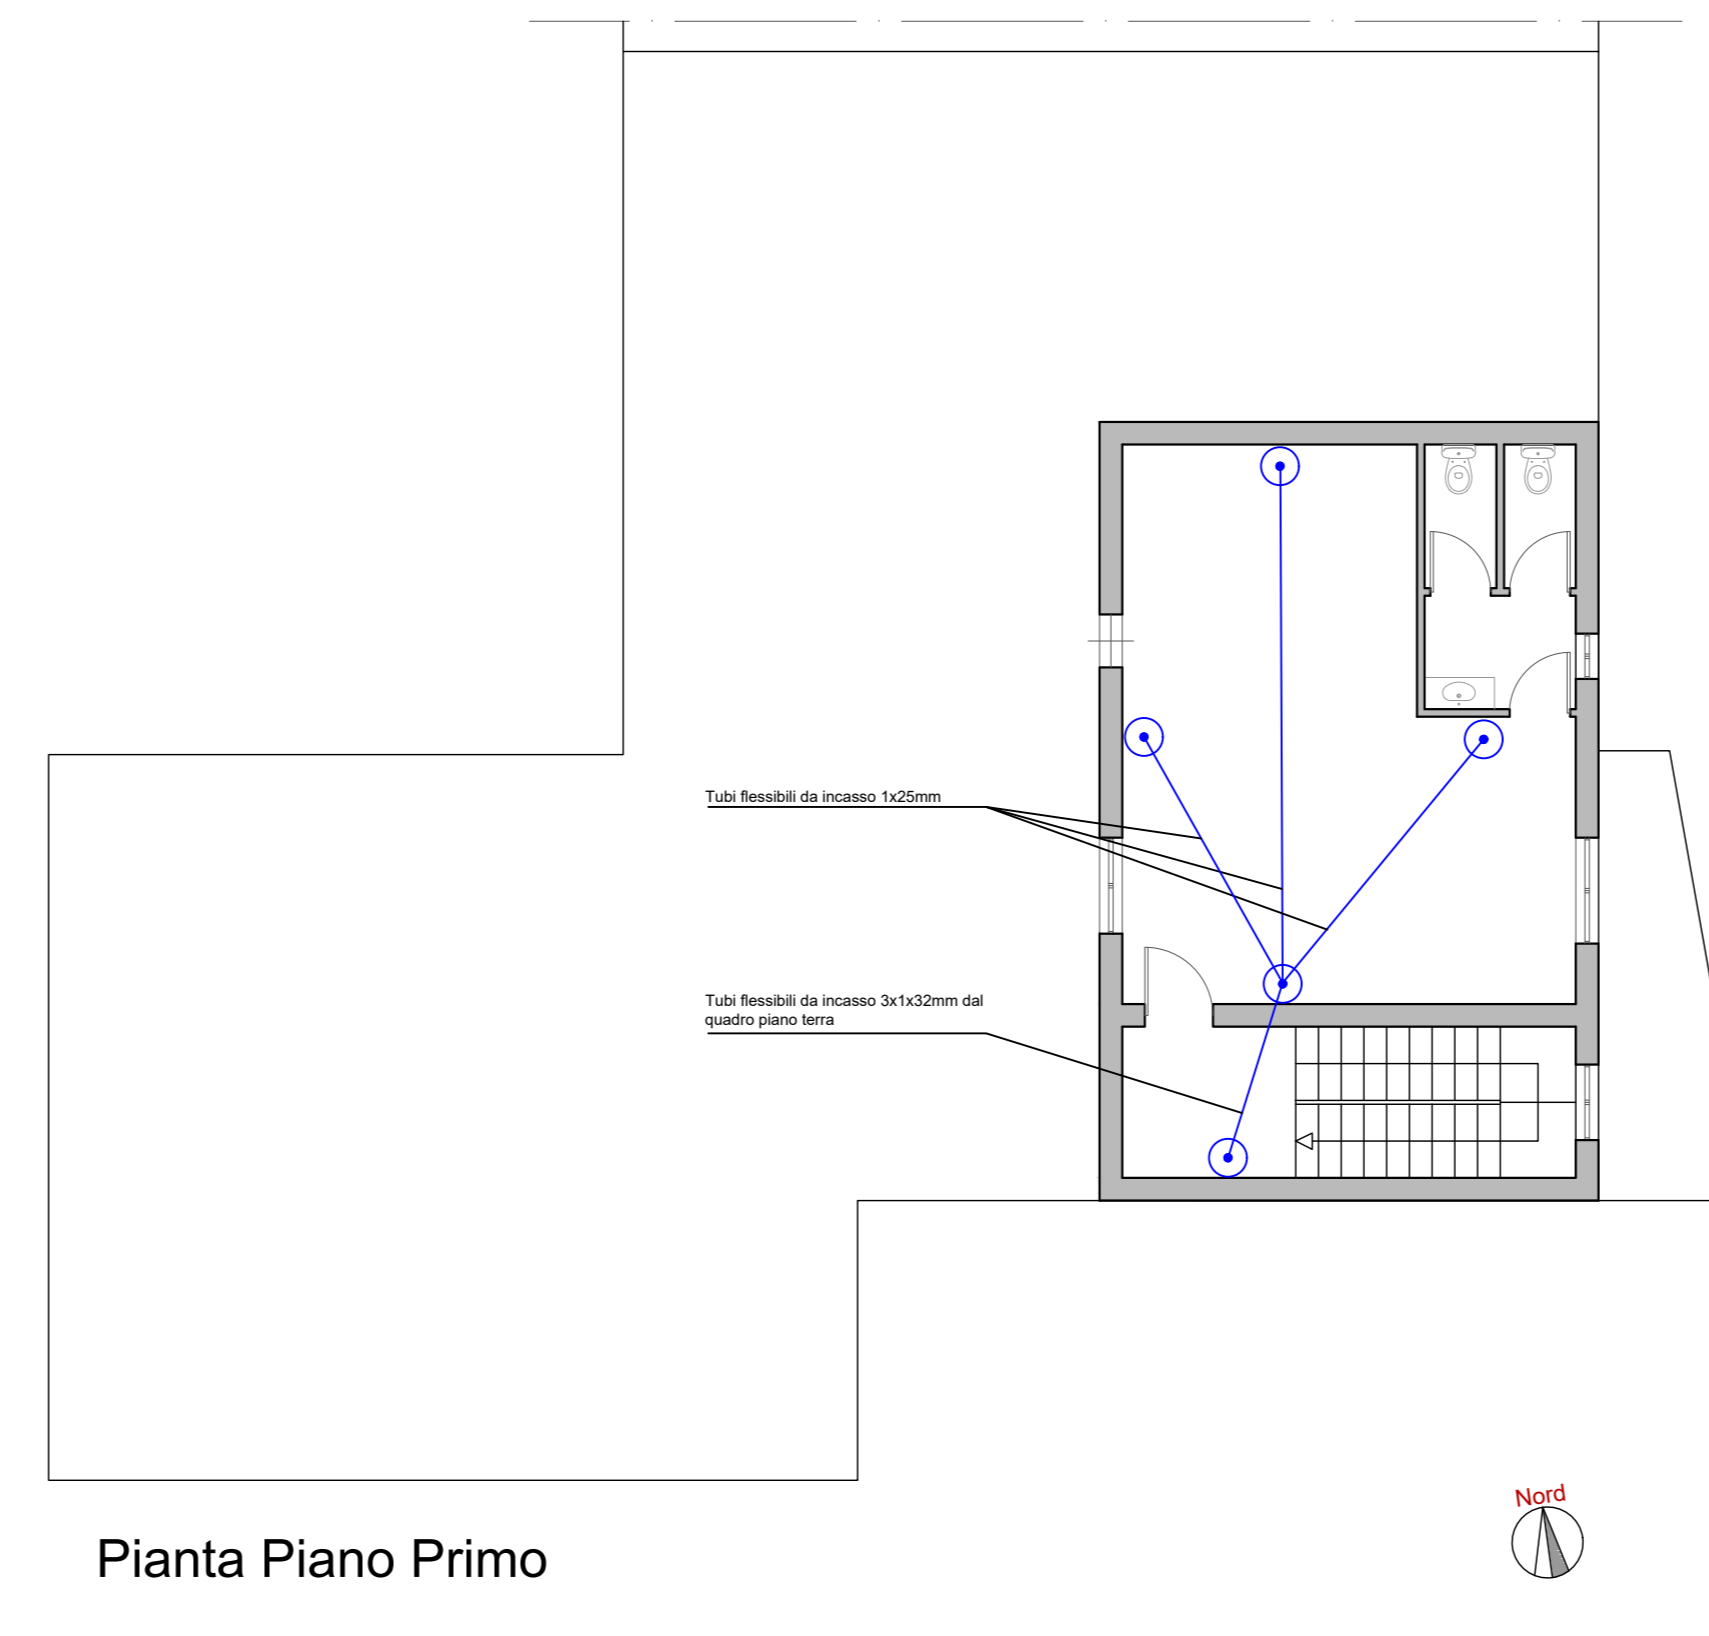 Tubi flessibili da incasso 1x25mm
Tubi flessibili da incasso 3x1x32mm dal
quadro piano terra
Nord
Pianta Piano Primo